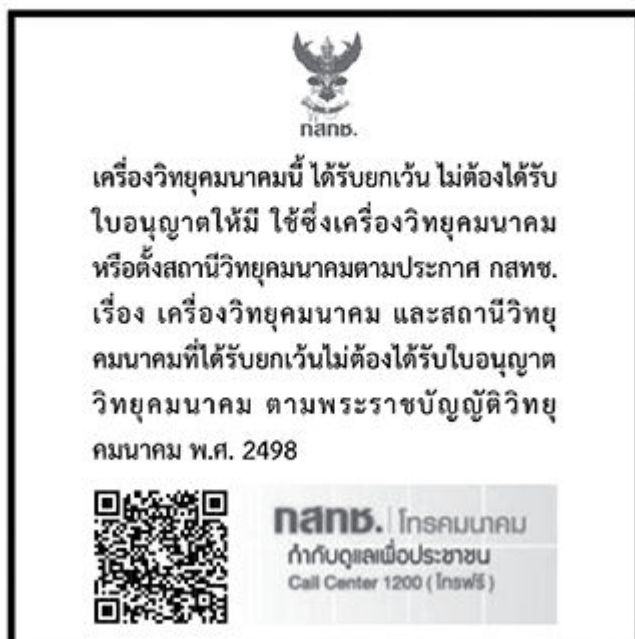 กสทช.
เครื่องวิทยุคมนาคมนี้ ได้รับยกเว้น ไม่ต้องได้รับ
ใบอนุญาตให้มี ใช้ซึ่งเครื่องวิทยุคมนาคม
หรือตั้งสถานีวิทยุคมนาคมตามประกาศ กสทช.
เรื่อง เครื่องวิทยุคมนาคม และสถานีวิทยุ
คมนาคมที่ได้รับยกเว้นไม่ต้องได้รับใบอนุญาต
วิทยุคมนาคม ตามพระราชบัญญัติวิทยุ
คมนาคม พ.ศ. 2498
กสทช. โทรคมนาคม
กำกับดูแลเพื่อประชาชน
Call Center 1200 (โทรฟรี)